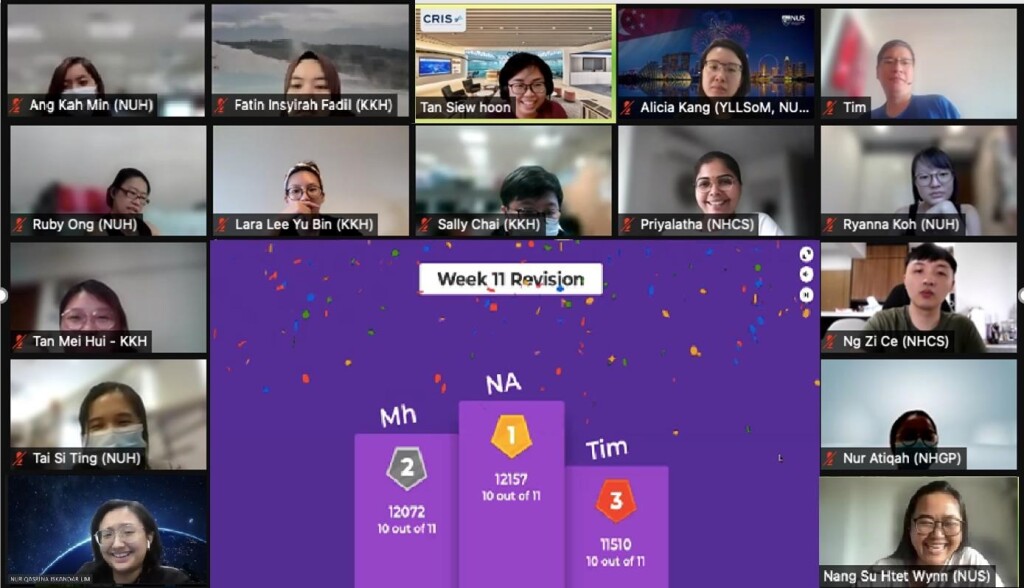 CRIS
NUS
Ang Kah Min (NUH)
Fatin Insyirah Fadil (KKH)
Tan Siew hoon
Alicia Kang (YLLSoM, NU...
Tim
Ruby Ong (NUH)
Lara Lee Yu Bin (KKH)
Sally Chai (KKH)
Priyalatha (NHCS)
Ryanna Koh (NUH)
Week 11 Revision
Tan Mei Hui - KKH
Ng Zi Ce (NHCS)
NA
Mh
1
Tim
Tai Si Ting (NUH)
2
12157
10 out of 11
3
Nur Atiqah (NHGP)
12072
10 out of 11
11510
10 out of 11
NUR QASRINA ISKANDAR LIM
Nang Su Htet Wynn (NUS)